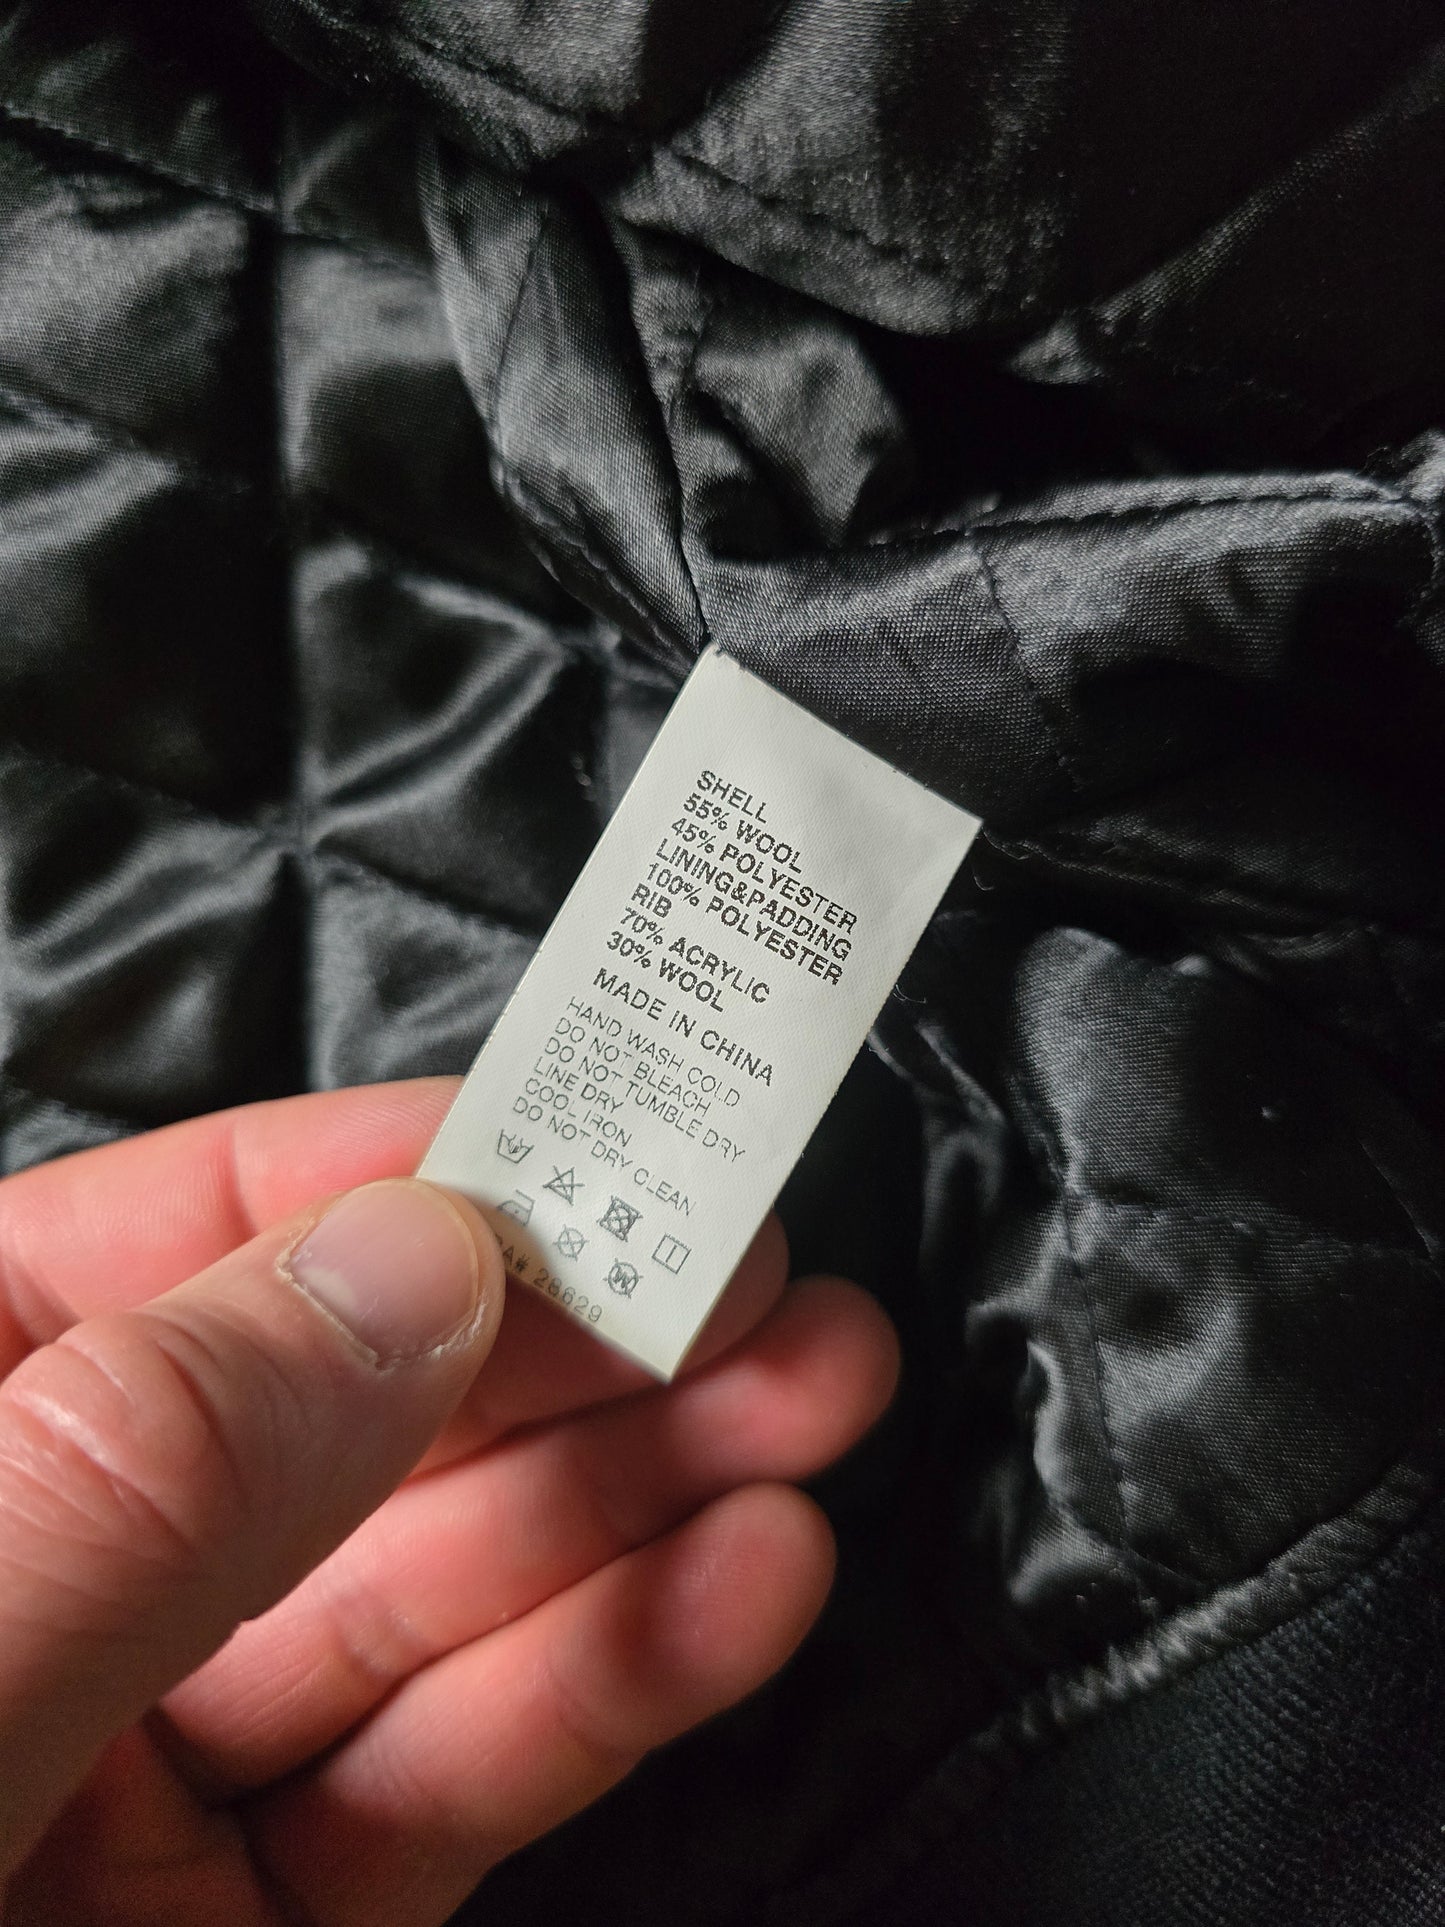 SHELL
55% WOOL
45% POLYESTER
LINING&PADDING
100% POLYESTER
RIB
70% ACRYLIC
30% WOOL
MADE IN CHINA
HAND WASH COLD
DO NOT BLEACH
DO NOT TUMBLE DRY
LINE DRY
COOL IRON
DO NOT DRY CLEAN
W
28629